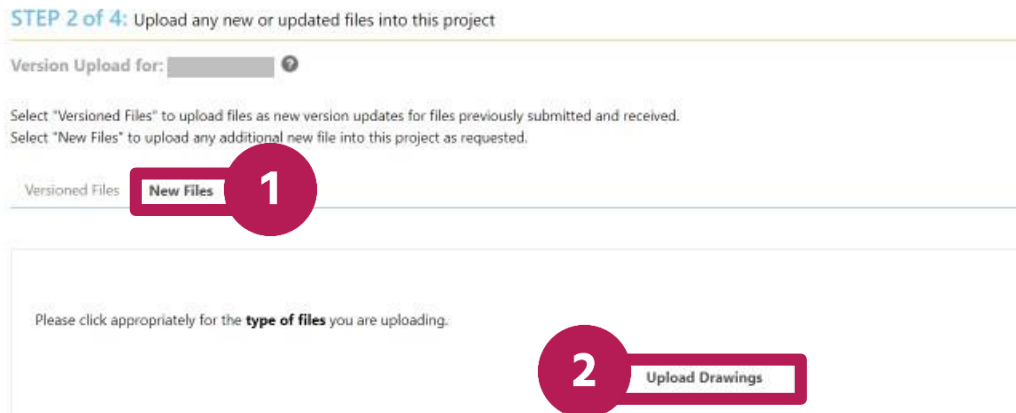 STEP 2 of 4: Upload any new or updated files into this project
Version Upload for: ?
Select "Versioned Files" to upload files as new version updates for files previously submitted and received.
Select "New Files" to upload any additional new file into this project as requested.
Versioned Files New Files 1
Please click appropriately for the type of files you are uploading.
2 Upload Drawings